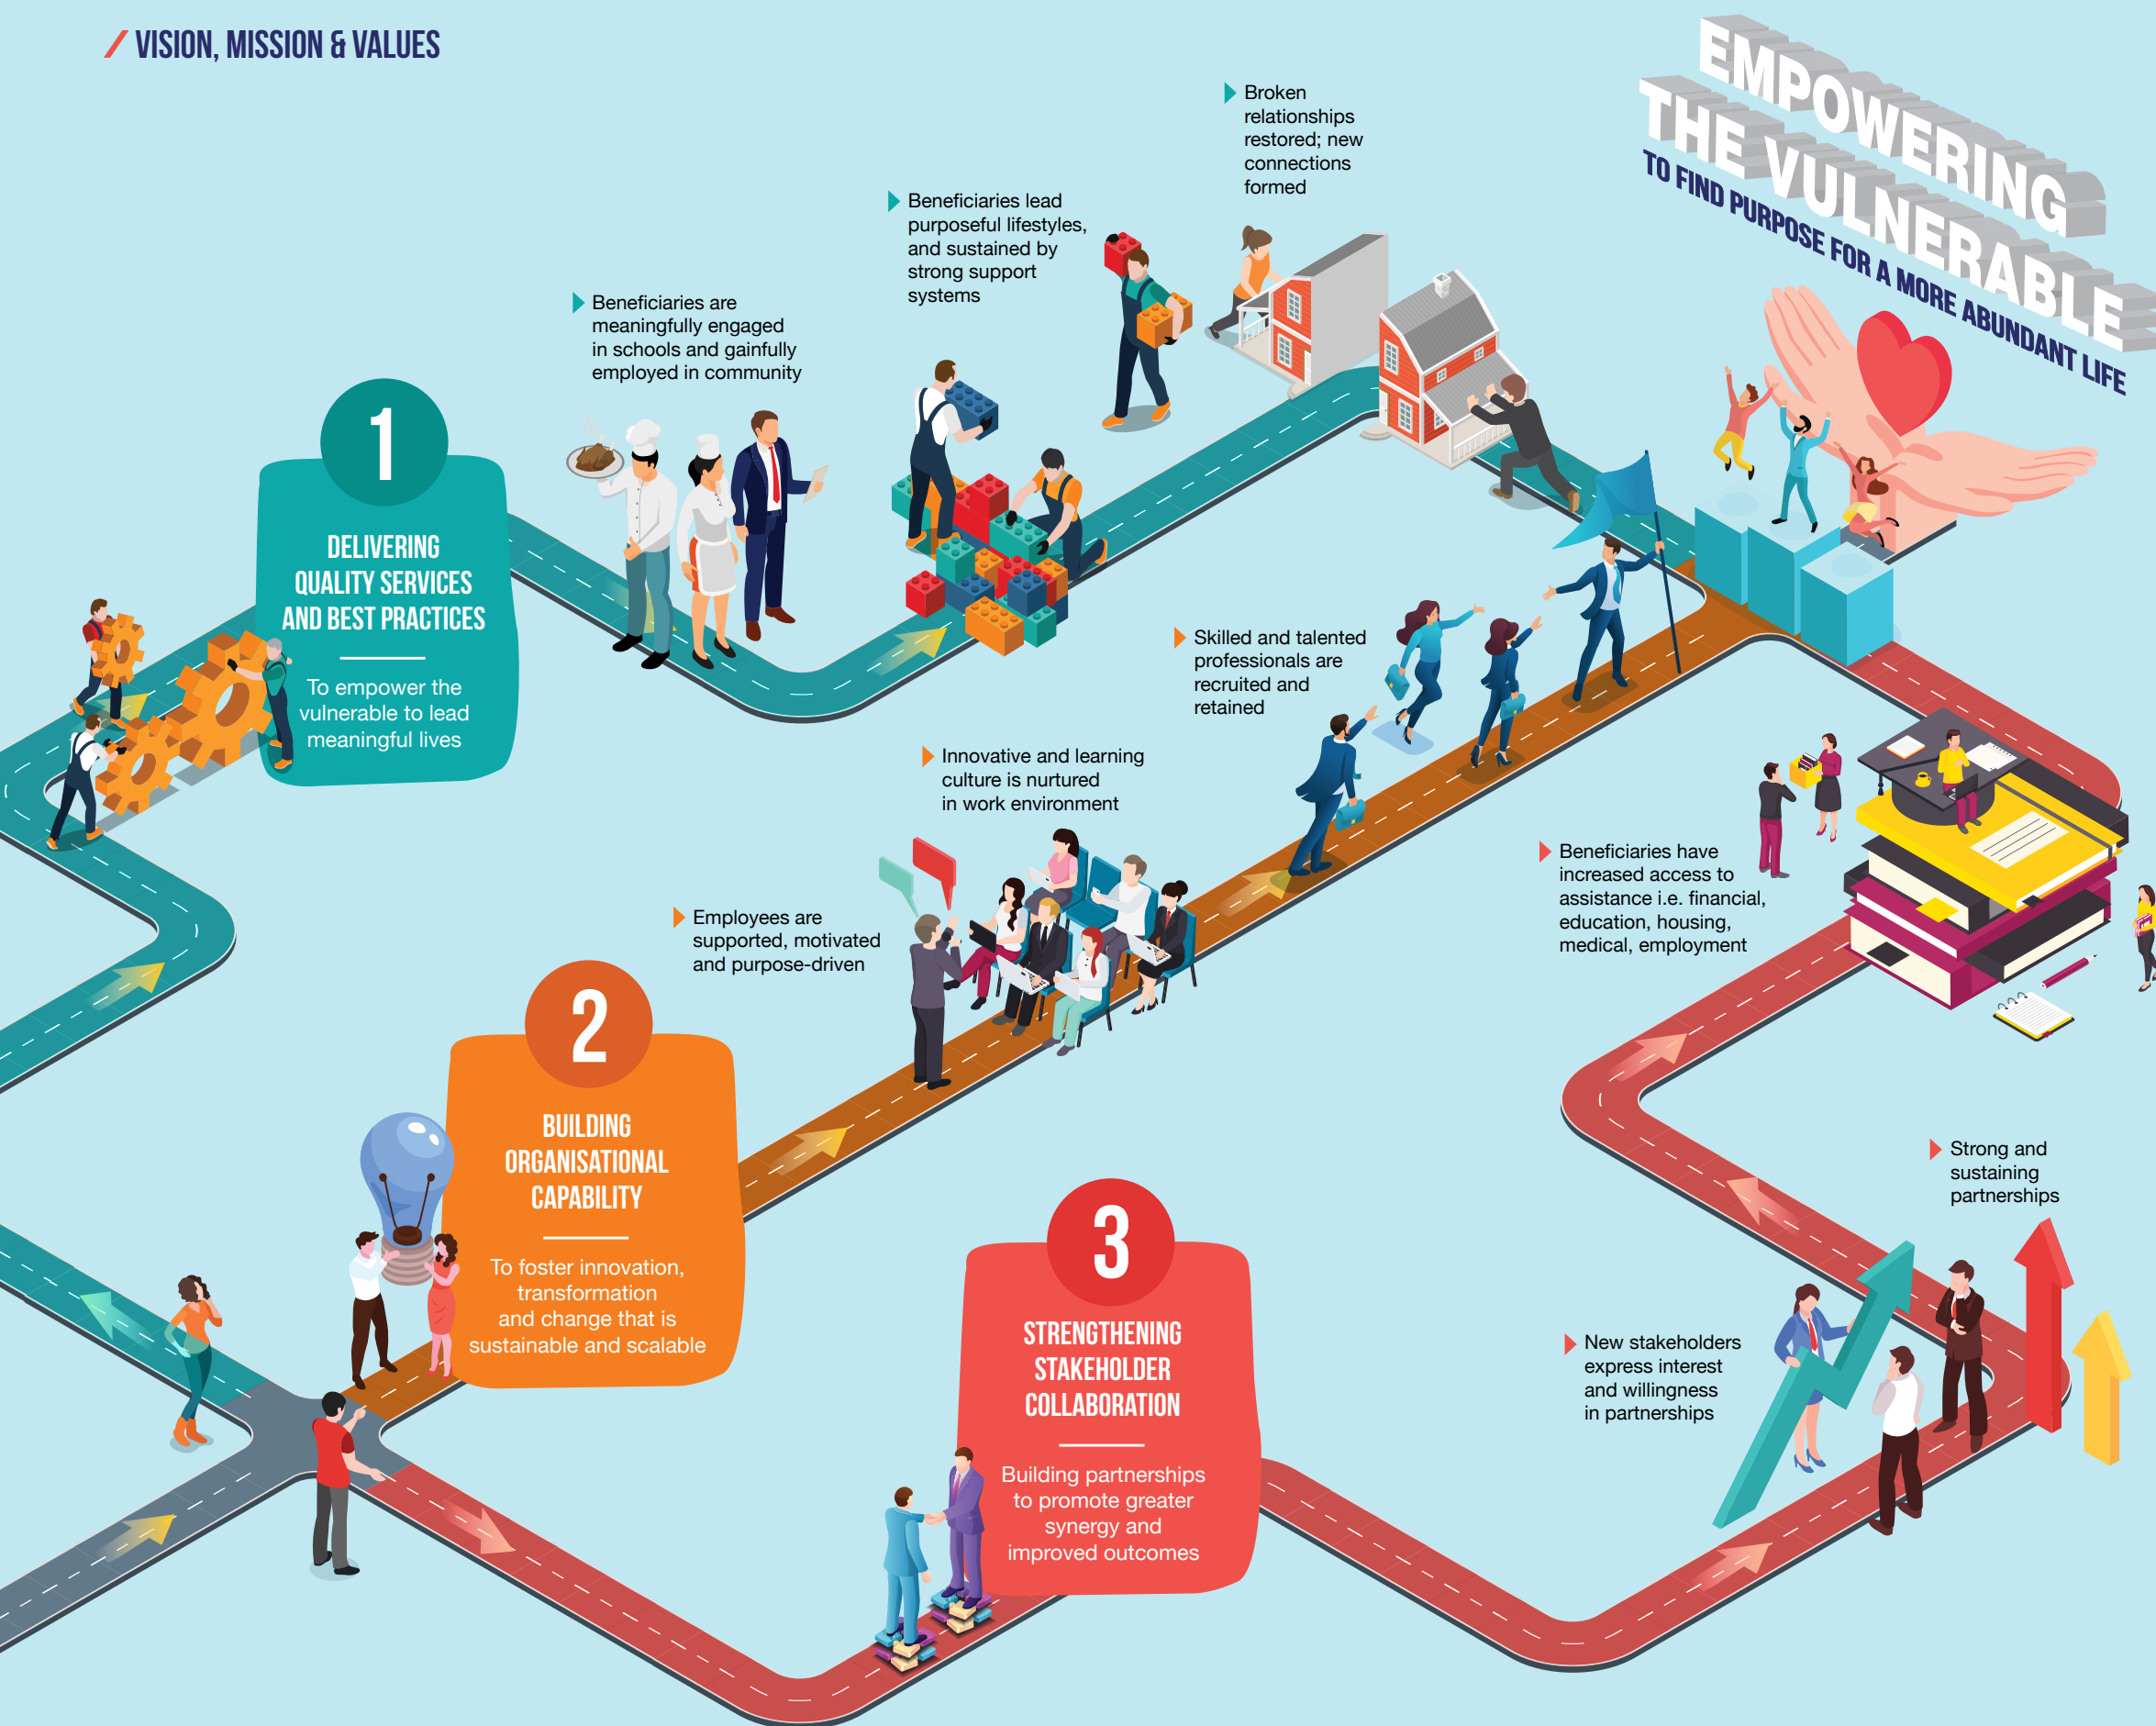 / VISION, MISSION & VALUES
EMPOWERING
THE VULNERABLE
TO FIND PURPOSE FOR A MORE ABUNDANT LIFE
1
DELIVERING
QUALITY SERVICES
AND BEST PRACTICES
To empower the
vulnerable to lead
meaningful lives
Beneficiaries are
meaningfully engaged
in schools and gainfully
employed in community
Beneficiaries lead
purposeful lifestyles,
and sustained by
strong support
systems
Broken
relationships
restored; new
connections
formed
2
BUILDING
ORGANISATIONAL
CAPABILITY
To foster innovation,
transformation
and change that is
sustainable and scalable
Employees are
supported, motivated
and purpose-driven
Innovative and learning
culture is nurtured
in work environment
Skilled and talented
professionals are
recruited and
retained
3
STRENGTHENING
STAKEHOLDER
COLLABORATION
Building partnerships
to promote greater
synergy and
improved outcomes
New stakeholders
express interest
and willingness
in partnerships
Strong and
sustaining
partnerships
Beneficiaries have
increased access to
assistance i.e. financial,
education, housing,
medical, employment